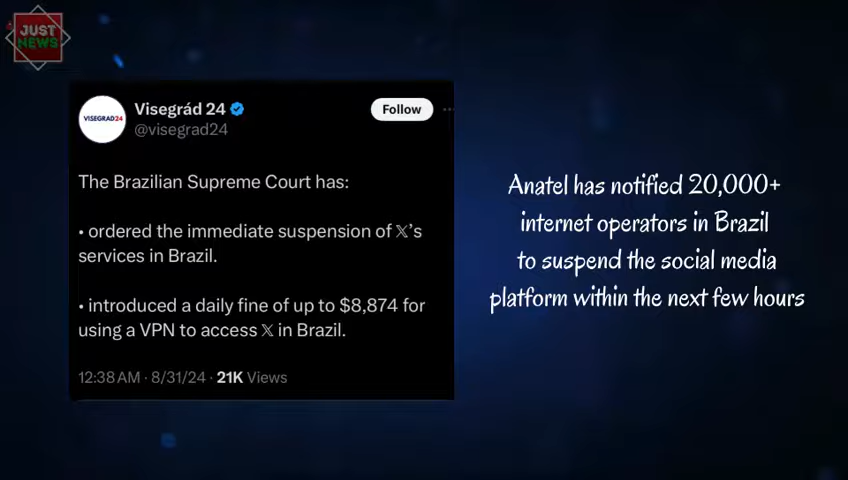 JUST
NEWS
VISEGRAD24
Visegrád 24
@visegrad24
Follow
The Brazilian Supreme Court has:
• ordered the immediate suspension of 𝕏's
services in Brazil.
• introduced a daily fine of up to $8,874 for
using a VPN to access 𝕏 in Brazil.
12:38 AM · 8/31/24 · 21K Views
Anatel has notified 20,000+
internet operators in Brazil
to suspend the social media
platform within the next few hours